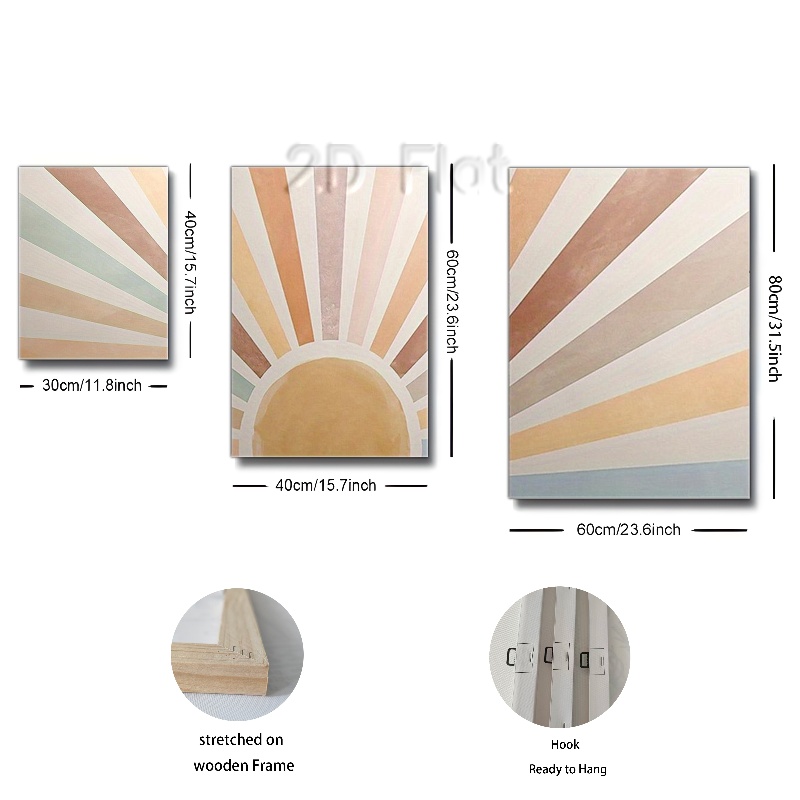 2D Flat
40cm/15.7inch
30cm/11.8inch
60cm/23.6inch
40cm/15.7inch
80cm/31.5inch
60cm/23.6inch
stretched on
wooden Frame
Hook
Ready to Hang